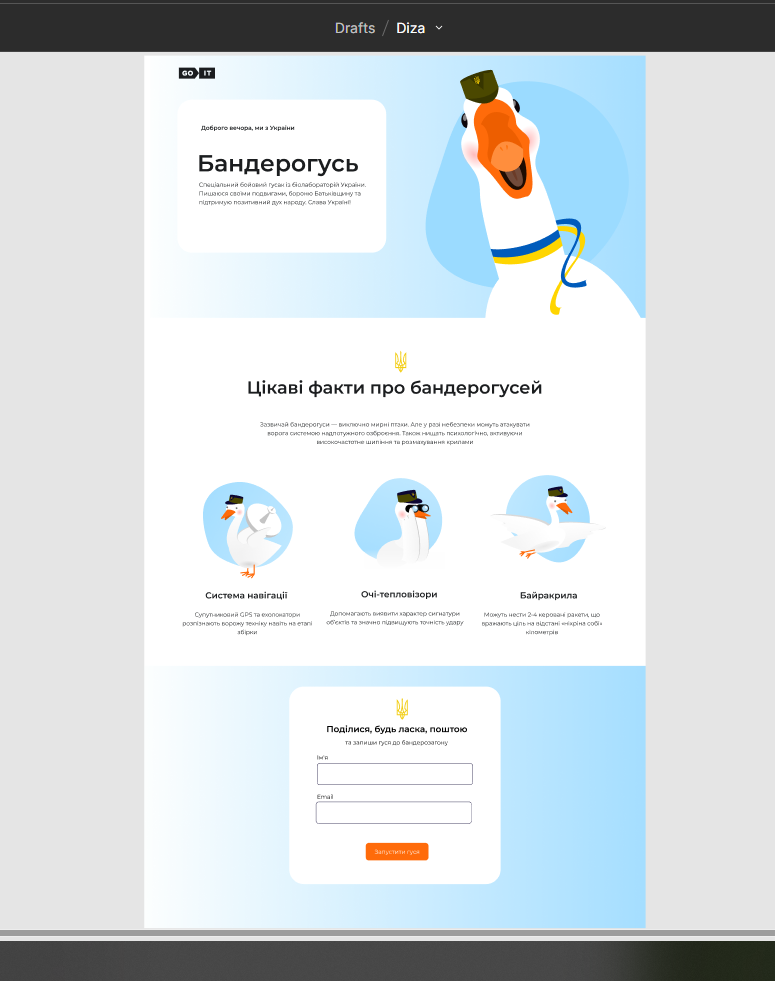 Drafts / Diza
GO IT
Доброго вечора, ми з України
Бандерогусь
Спеціальний бойовий гусак із біолабораторій України.
Пишаюся своїми подвигами, бороню Батьківщину та
підтримую позитивний дух народу. Слава Україні!
Цікаві факти про бандерогусей
Зазвичай бандерогуси — виключно мирні птахи. Але у разі небезпеки можуть атакувати
ворога системою надпотужного озброєння. Також нищать психологічно, активуючи
високочастотне шипіння та розмахування крилами
Система навігації
Супутниковий GPS та ехолокатори
розпізнають ворожу техніку навіть на етапі
збірки
Очі-тепловізори
Допомагають виявити характер сигнатури
об'єктів та значно підвищують точність удару
Байракрила
Можуть нести 2-4 керовані ракети, що
вражають ціль на відстані «ніхріна собі»
кілометрів
Поділися, будь ласка, поштою
та запиши гуся до бандерозагону
Ім'я
Email
Запустити гуся